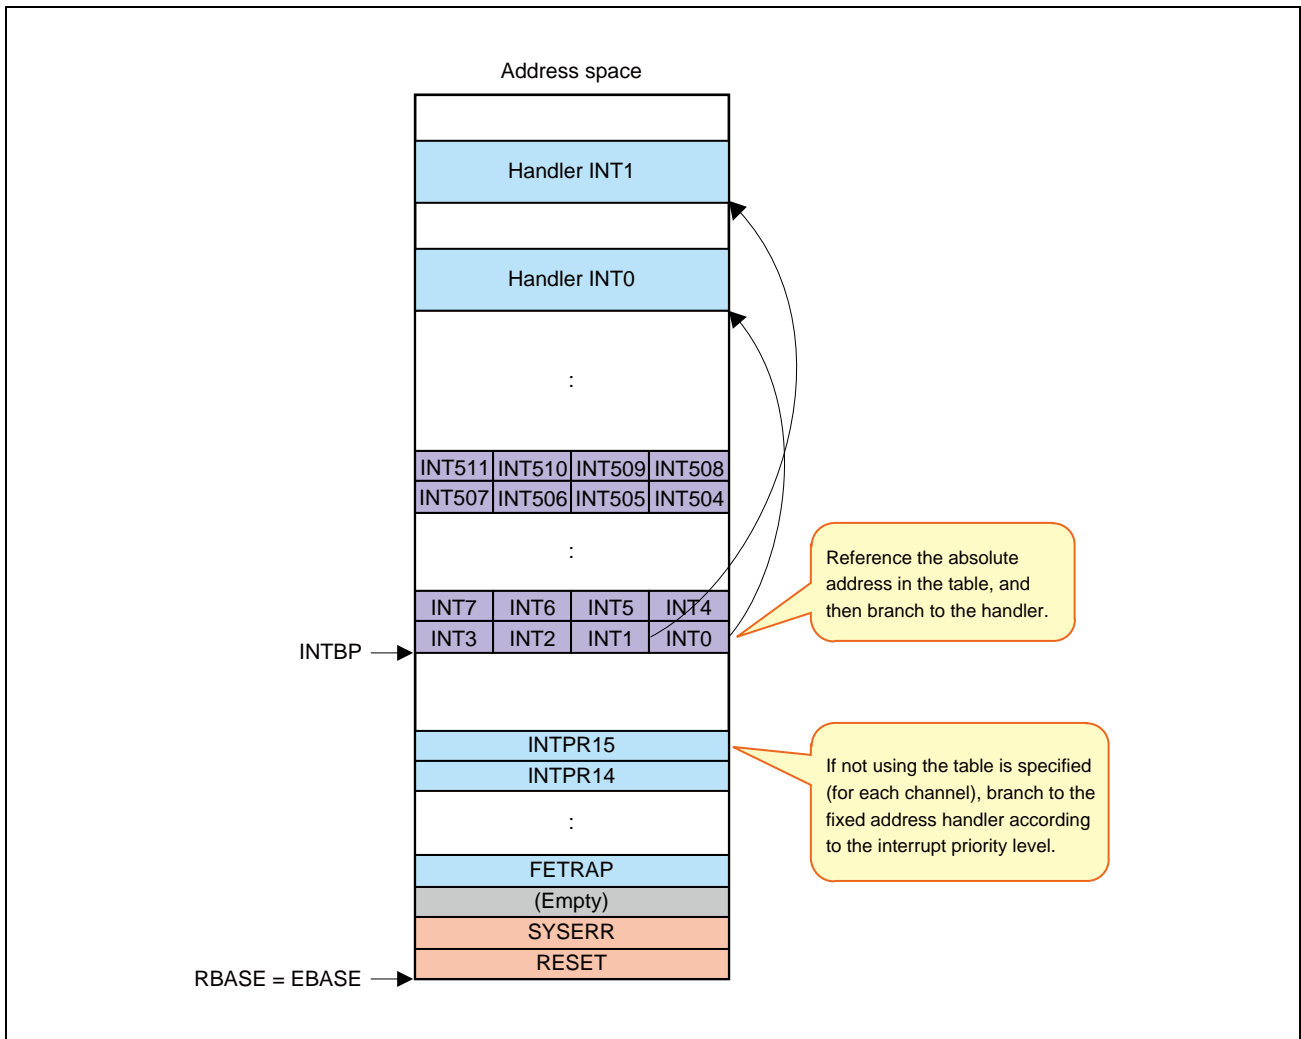 Address space
Handler INT1
Handler INT0
:
INT511 INT510 INT509 INT508
INT507 INT506 INT505 INT504
:
INT7 INT6 INT5 INT4
INT3 INT2 INT1 INT0
INTBP
Reference the absolute
address in the table, and
then branch to the handler.
INTPR15
INTPR14
:
If not using the table is specified
(for each channel), branch to the
fixed address handler according
to the interrupt priority level.
FETRAP
(Empty)
SYSERR
RESET
RBASE = EBASE